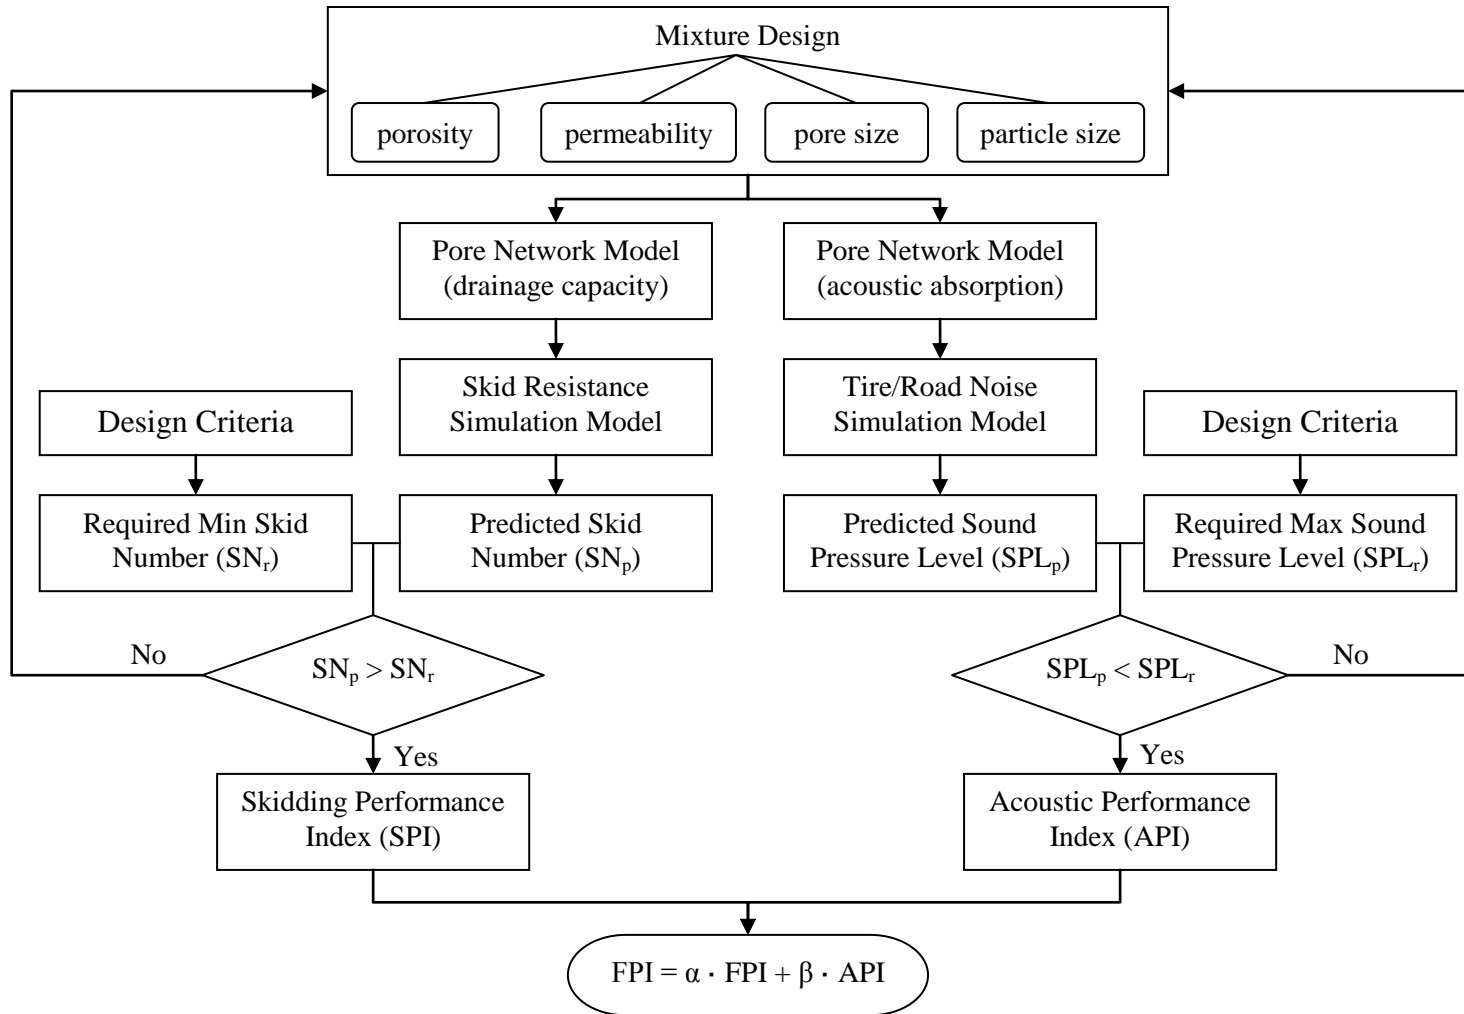 Mixture Design
porosity
permeability
pore size
particle size
Pore Network Model
(drainage capacity)
Pore Network Model
(acoustic absorption)
Skid Resistance
Simulation Model
Tire/Road Noise
Simulation Model
Design Criteria
Design Criteria
Required Min Skid
Number (SNr)
Predicted Skid
Number (SNp)
Predicted Sound
Pressure Level (SPLp)
Required Max Sound
Pressure Level (SPLr)
No
SNp > SNr
SPLp < SPLr
No
Yes
Yes
Skidding Performance
Index (SPI)
Acoustic Performance
Index (API)
FPI = α · FPI + β · API